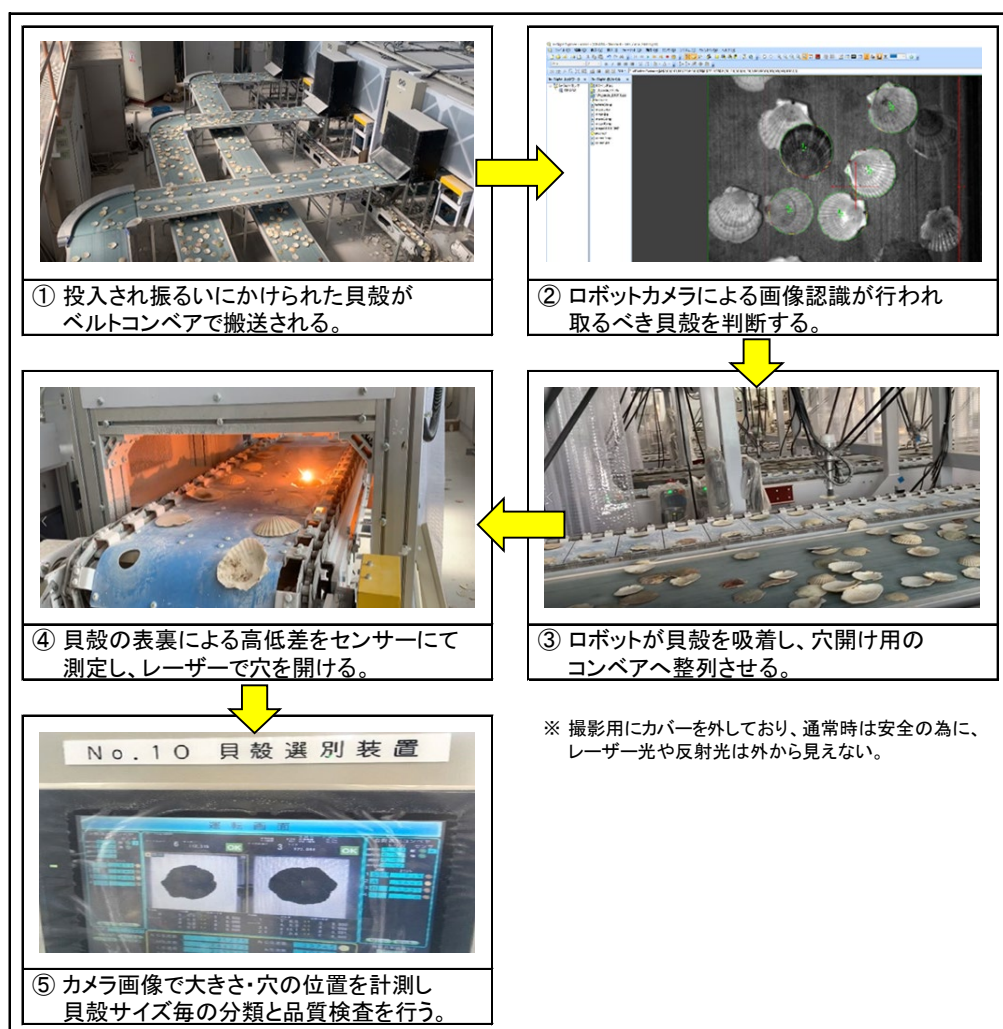 ① 投入され振るいにかけられた貝殻が
ベルトコンベアで搬送される。
② ロボットカメラによる画像認識が行われ
取るべき貝殻を判断する。
③ ロボットが貝殻を吸着し、穴開け用の
コンベアへ整列させる。
④ 貝殻の表裏による高低差をセンサーにて
測定し、レーザーで穴を開ける。
※ 撮影用にカバーを外しており、通常時は安全の為に、
レーザー光や反射光は外から見えない。
No.10 貝殻選別装置
運転画面
6 OK 3 OK
⑤ カメラ画像で大きさ・穴の位置を計測し
貝殻サイズ毎の分類と品質検査を行う。